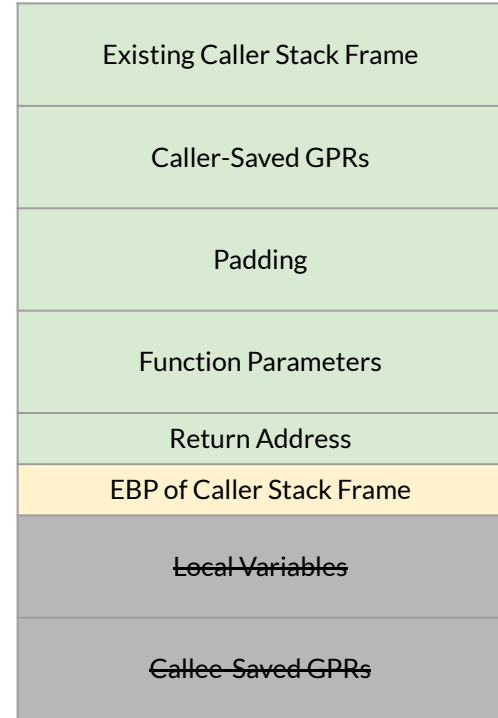 Existing Caller Stack Frame
Caller-Saved GPRs
Padding
Function Parameters
Return Address
EBP of Caller Stack Frame
Local Variables
Callee-Saved GPRs